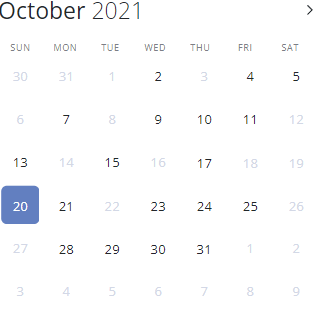 October 2021
SUN MON TUE WED THU FRI SAT
30 31 1 2 3 4 5
6 7 8 9 10 11 12
13 14 15 16 17 18 19
20 21 22 23 24 25 26
27 28 29 30 31 1 2
3 4 5 6 7 8 9